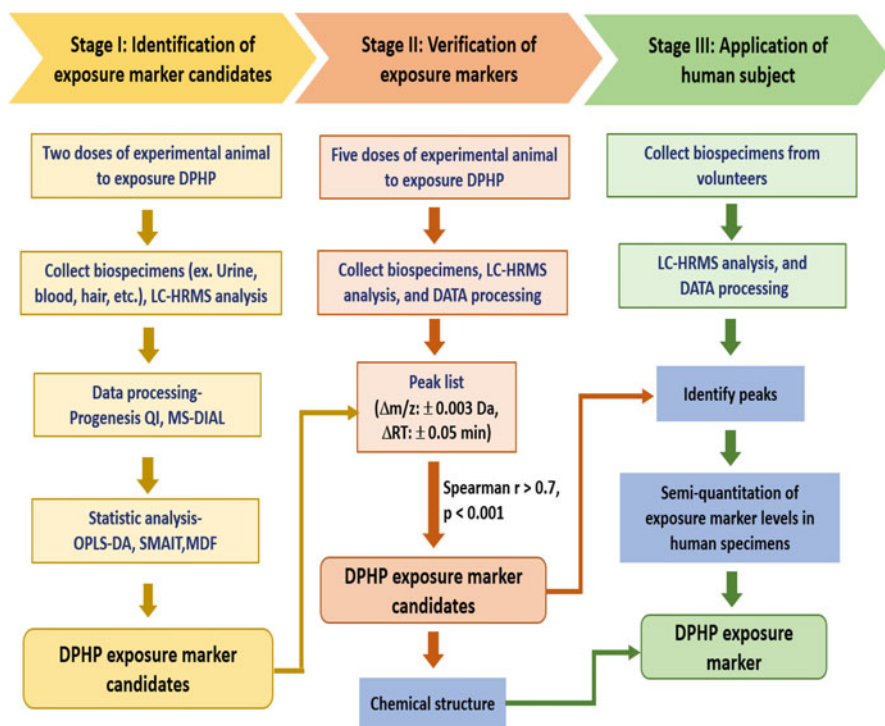 Stage I: Identification of
exposure marker candidates
Stage II: Verification of
exposure markers
Stage III: Application of
human subject
Two doses of experimental animal
to exposure DPHP
Collect biospecimens (ex. Urine,
blood, hair, etc.), LC-HRMS analysis
Data processing-
Progenesis QI, MS-DIAL
Statistic analysis-
OPLS-DA, SMAIT,MDF
DPHP exposure marker
candidates
Five doses of experimental animal
to exposure DPHP
Collect biospecimens, LC-HRMS
analysis, and DATA processing
Peak list
(Δm/z: ± 0.003 Da,
ΔRT: ± 0.05 min)
Spearman r > 0.7,
p < 0.001
DPHP exposure marker
candidates
Chemical structure
Collect biospecimens from
volunteers
LC-HRMS analysis, and
DATA processing
Identify peaks
Semi-quantitation of
exposure marker levels in
human specimens
DPHP exposure
marker